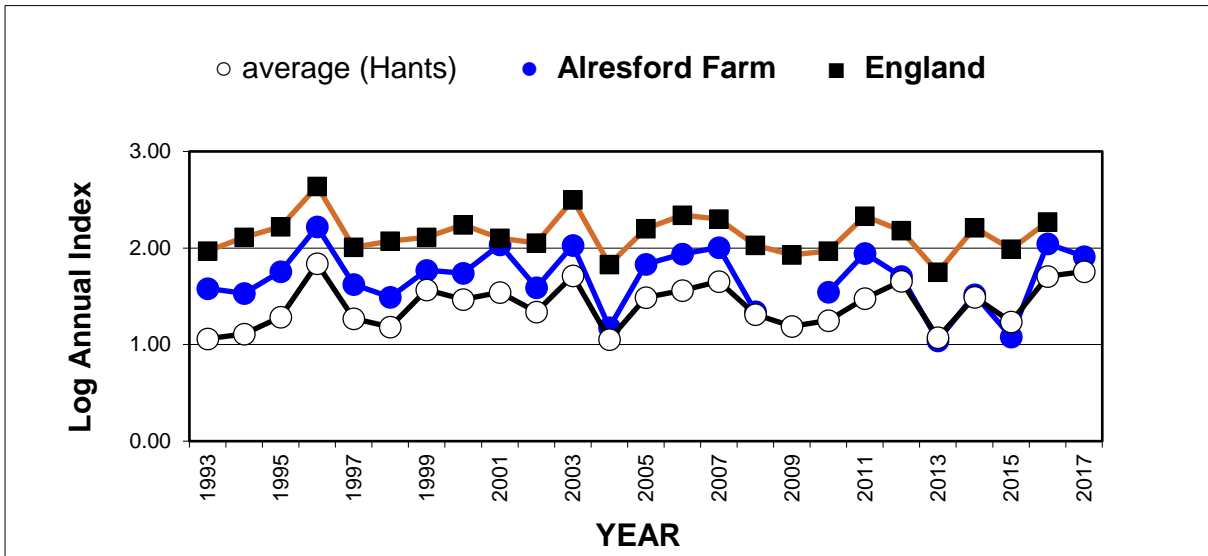 average (Hants) Alresford Farm England
Log Annual Index
3.00
2.00
1.00
0.00
1993 1995 1997 1999 2001 2003 2005 2007 2009 2011 2013 2015 2017
YEAR